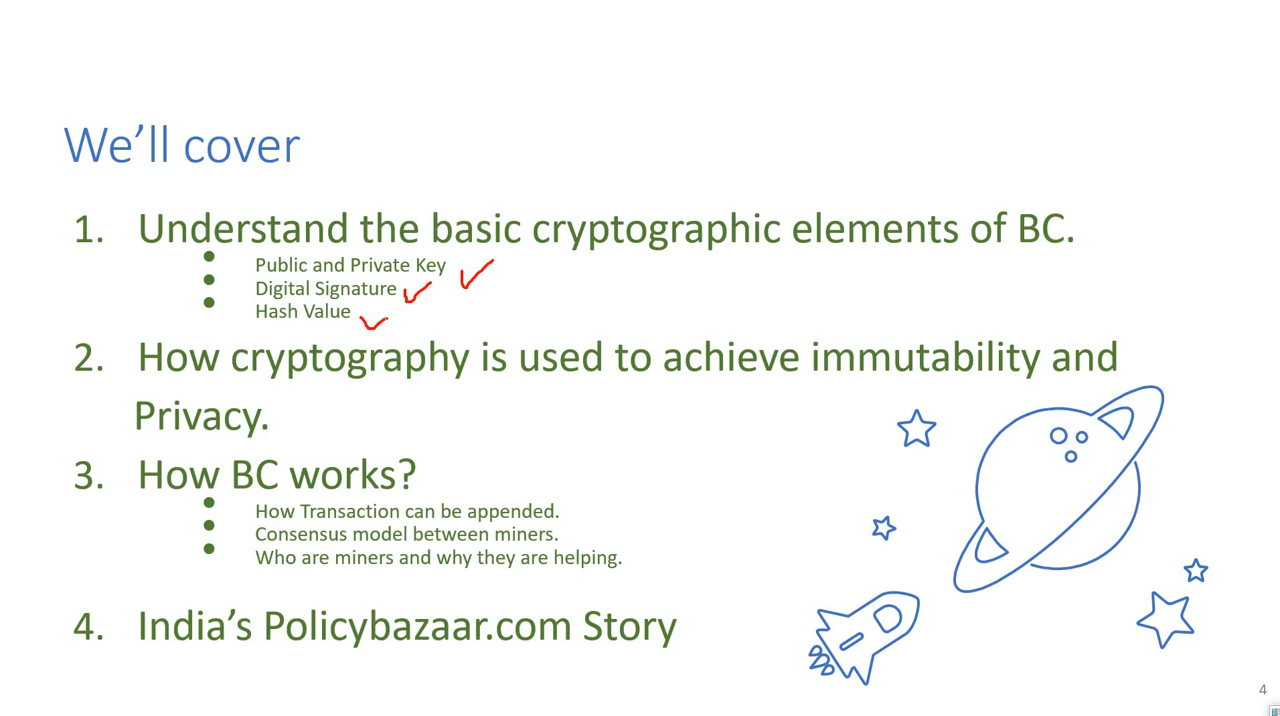 We'll cover
1. Understand the basic cryptographic elements of BC.
• Public and Private Key
• Digital Signature
• Hash Value
2. How cryptography is used to achieve immutability and
Privacy.
3. How BC works?
• How Transaction can be appended.
• Consensus model between miners.
• Who are miners and why they are helping.
4. India's Policybazaar.com Story
4